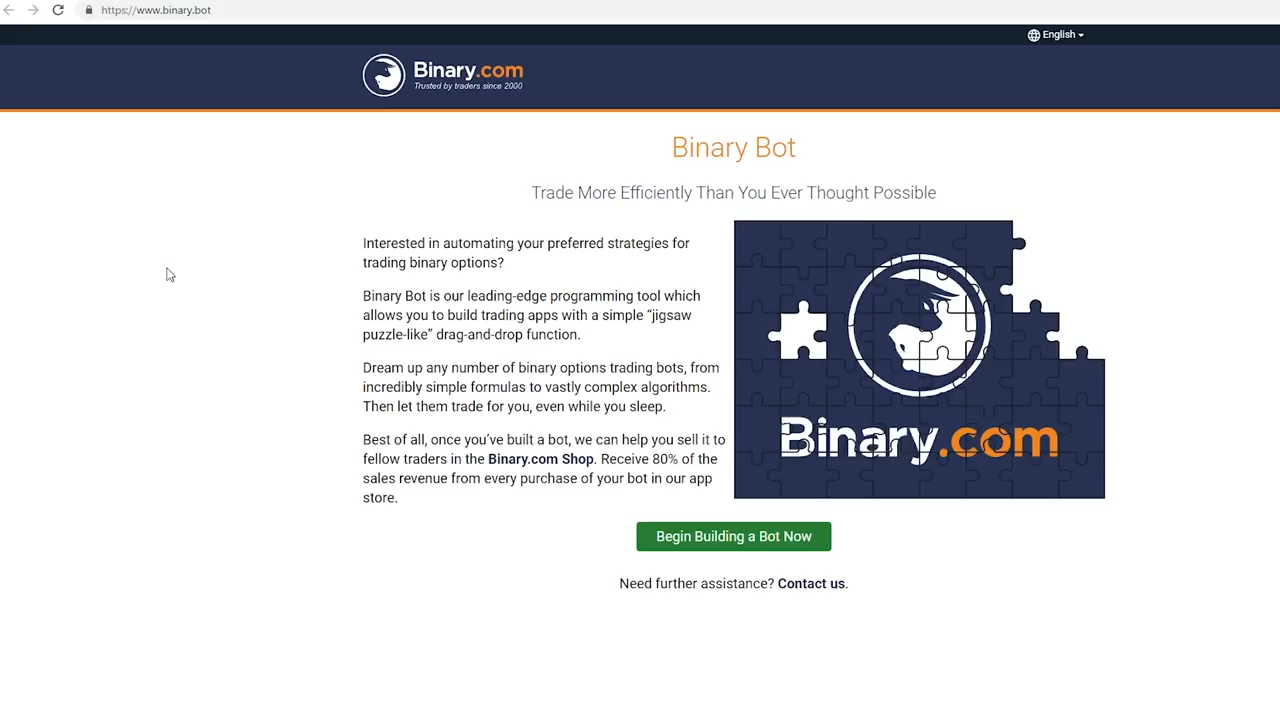 https://www.binary.bot
English
Binary.com
Trusted by traders since 2000
Binary Bot
Trade More Efficiently Than You Ever Thought Possible
Interested in automating your preferred strategies for
trading binary options?
Binary Bot is our leading-edge programming tool which
allows you to build trading apps with a simple “jigsaw
puzzle-like” drag-and-drop function.
Dream up any number of binary options trading bots, from
incredibly simple formulas to vastly complex algorithms.
Then let them trade for you, even while you sleep.
Best of all, once you’ve built a bot, we can help you sell it to
fellow traders in the Binary.com Shop. Receive 80% of the
sales revenue from every purchase of your bot in our app
store.
Binary.com
Begin Building a Bot Now
Need further assistance? Contact us.